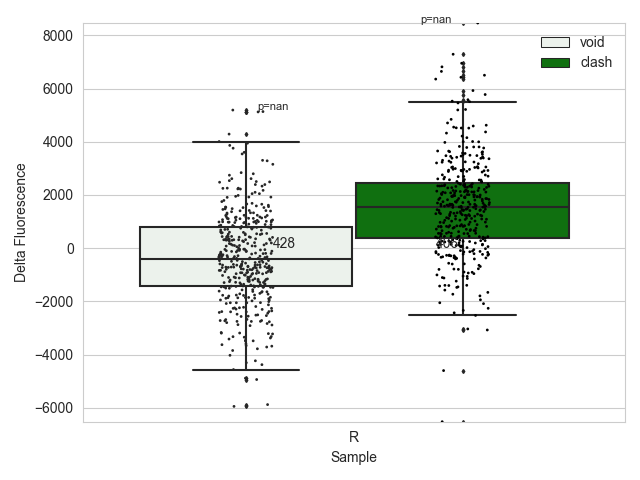 p=nan
8000
void
clash
6000
p=nan
4000
2000
428
0
−2000
−4000
−6000
Delta Fluorescence
R
Sample